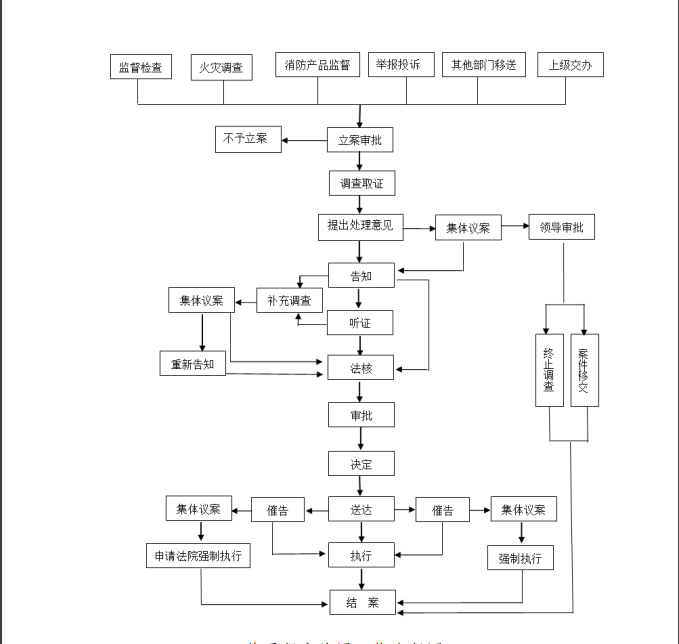 监督检查
火灾调查
消防产品监督
举报投诉
其他部门移送
上级交办
不予立案
立案审批
调查取证
提出处理意见
集体议案
领导审批
告知
集体议案
补充调查
听证
重新告知
法核
终止调查
案件移交
审批
决定
集体议案
催告
送达
催告
集体议案
申请法院强制执行
执行
强制执行
结 案